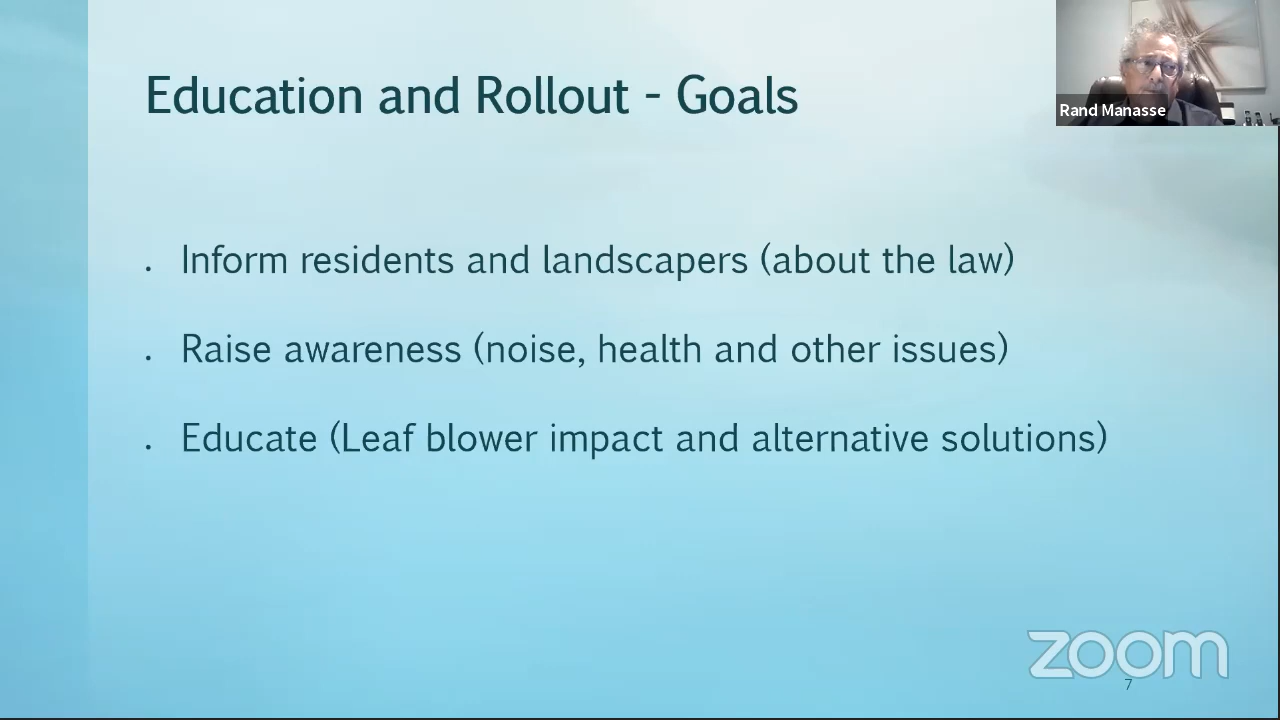 Education and Rollout - Goals
Rand Manasse
. Inform residents and landscapers (about the law)
. Raise awareness (noise, health and other issues)
. Educate (Leaf blower impact and alternative solutions)
zoom
7